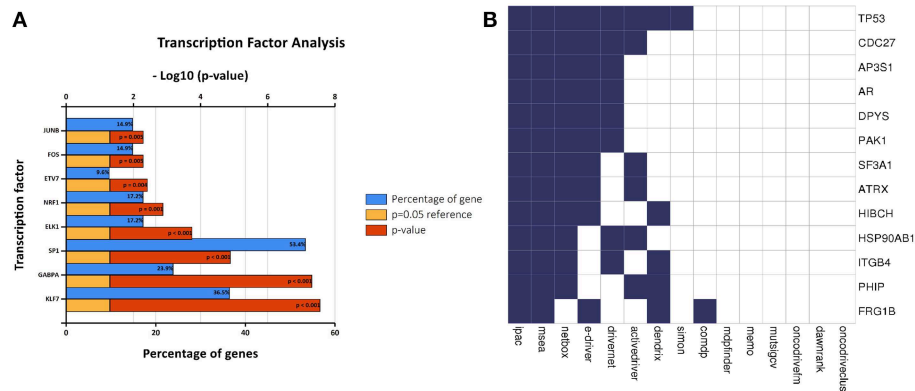 A
Transcription Factor Analysis
- Log10 (p-value)
0 2 4 6 8
Transcription factor
JUNB
14.9%
p < 0.005
FOS
14.9%
p < 0.005
ETV7
9.6%
p < 0.004
NRF1
17.2%
p < 0.001
ELK1
17.2%
p < 0.001
SP1
53.4%
p < 0.001
GABPA
23.9%
p < 0.001
KLF7
36.5%
p < 0.001
0 20 40 60
Percentage of genes
Percentage of gene
p=0.05 reference
p-value
B
TP53
CDC27
AP3S1
AR
DPYS
PAK1
SF3A1
ATRX
HIBCH
HSP90AB1
ITGB4
PHIP
FRG1B
ipac
msea
netbox
e-driver
drivernet
activedriver
dendrix
simon
comdp
mdpfinder
memo
mutsigcv
oncodrivefm
dawnrank
oncodriveclus